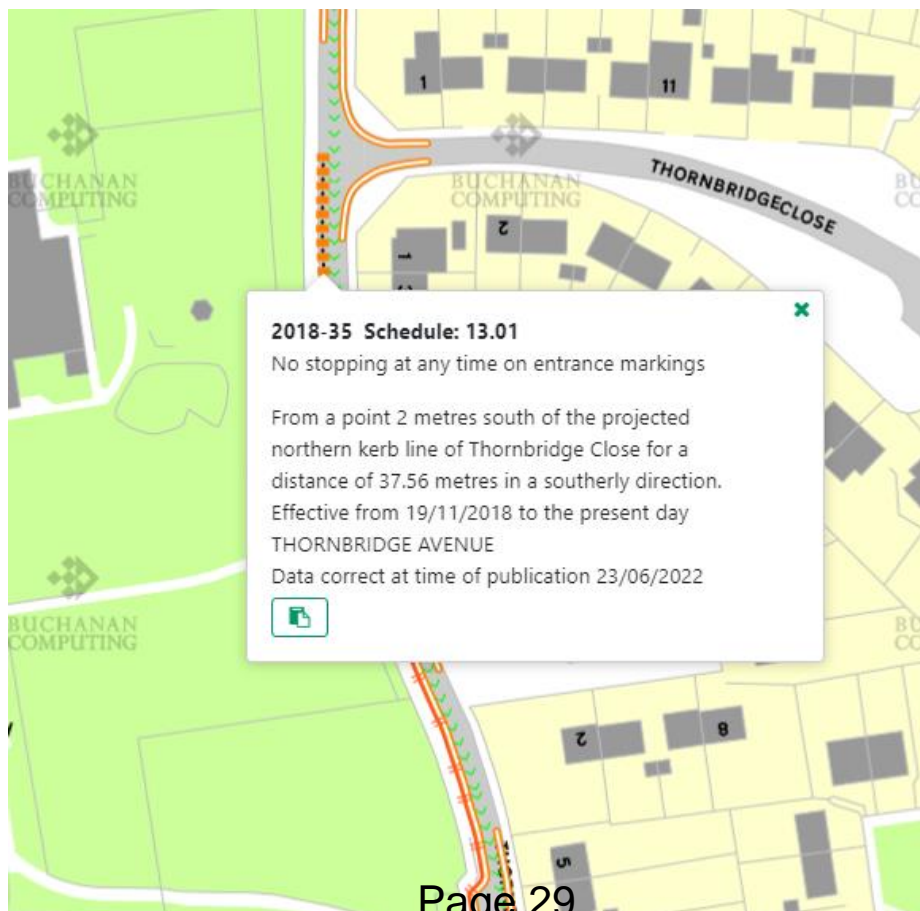 1
11
BUCHANAN
COMPUTING
BUCHANAN
COMPUTING
THORNBRIDGECLOSE
2
1
2018-35 Schedule: 13.01
No stopping at any time on entrance markings
From a point 2 metres south of the projected
northern kerb line of Thornbridge Close for a
distance of 37.56 metres in a southerly direction.
Effective from 19/11/2018 to the present day
THORNBRIDGE AVENUE
Data correct at time of publication 23/06/2022
BUCHANAN
COMPUTING
2
8
5
Page 29